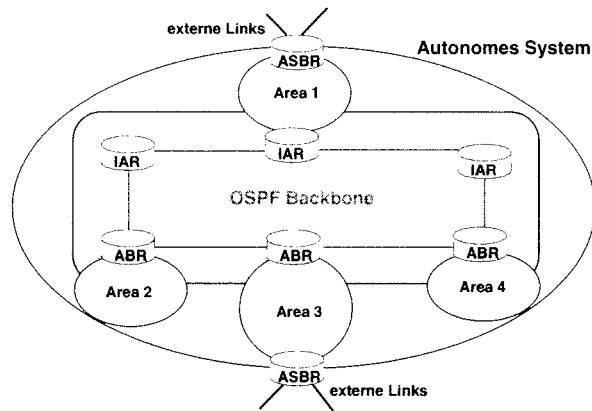 externe Links
Autonomes System
ASBR
Area 1
IAR
IAR
IAR
OSPF Backbone
ABR
ABR
ABR
Area 2
Area 3
Area 4
ASBR
externe Links